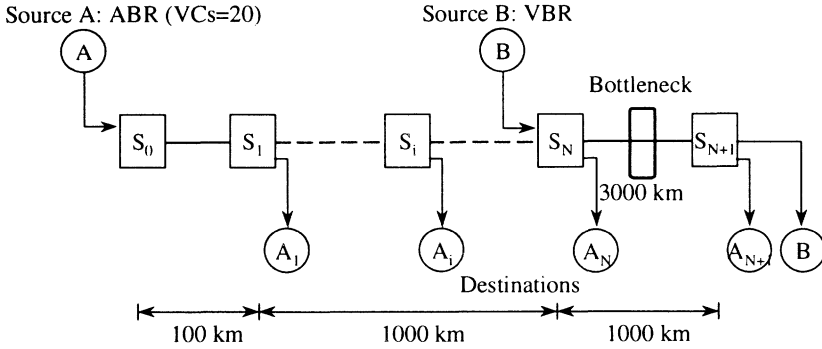 Source A: ABR (VCs=20)
Source B: VBR
A
B
Bottleneck
S0
S1
Si
SN
SN+1
3000 km
A1
Ai
AN
AN+1
B
Destinations
100 km
1000 km
1000 km